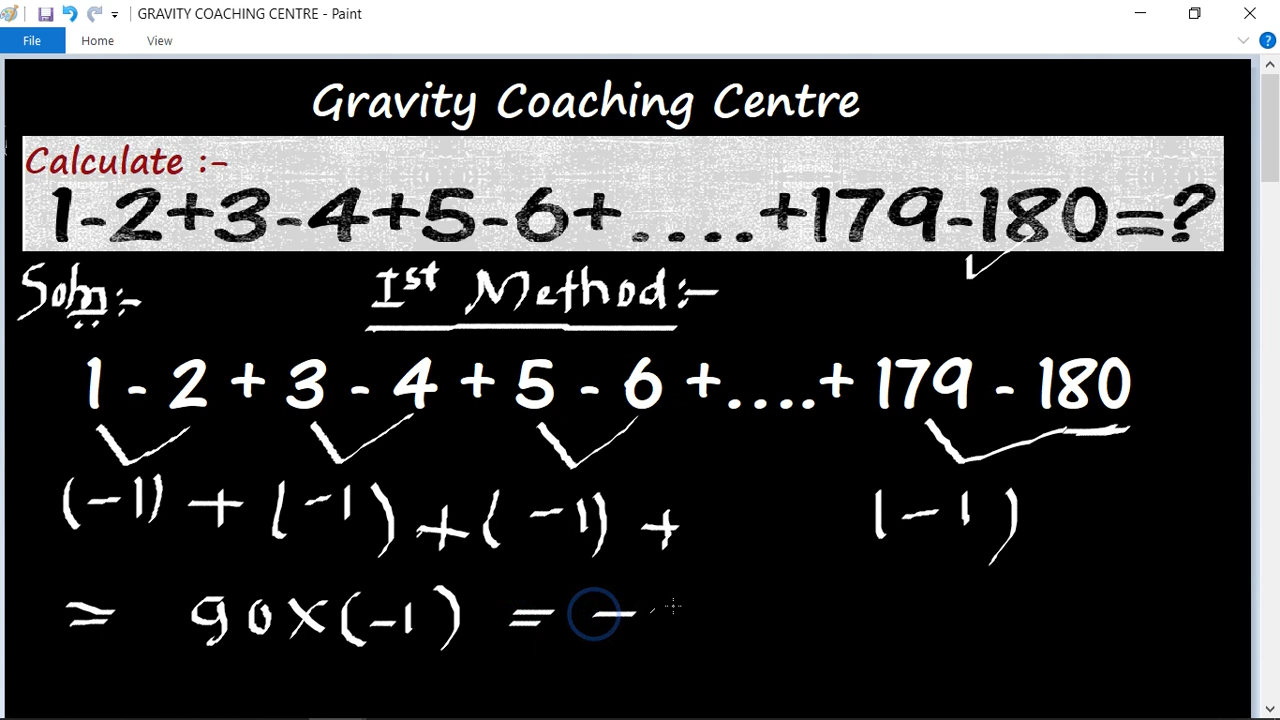 GRAVITY COACHING CENTRE - Paint
File Home View
Gravity Coaching Centre
Calculate :-
1-2+3-4+5-6+....+179-180=?
Soln:- Ist Method:-
1 - 2 + 3 - 4 + 5 - 6 +....+ 179 - 180
(-1) + (-1) + (-1) + (-1)
= 90×(-1) = -